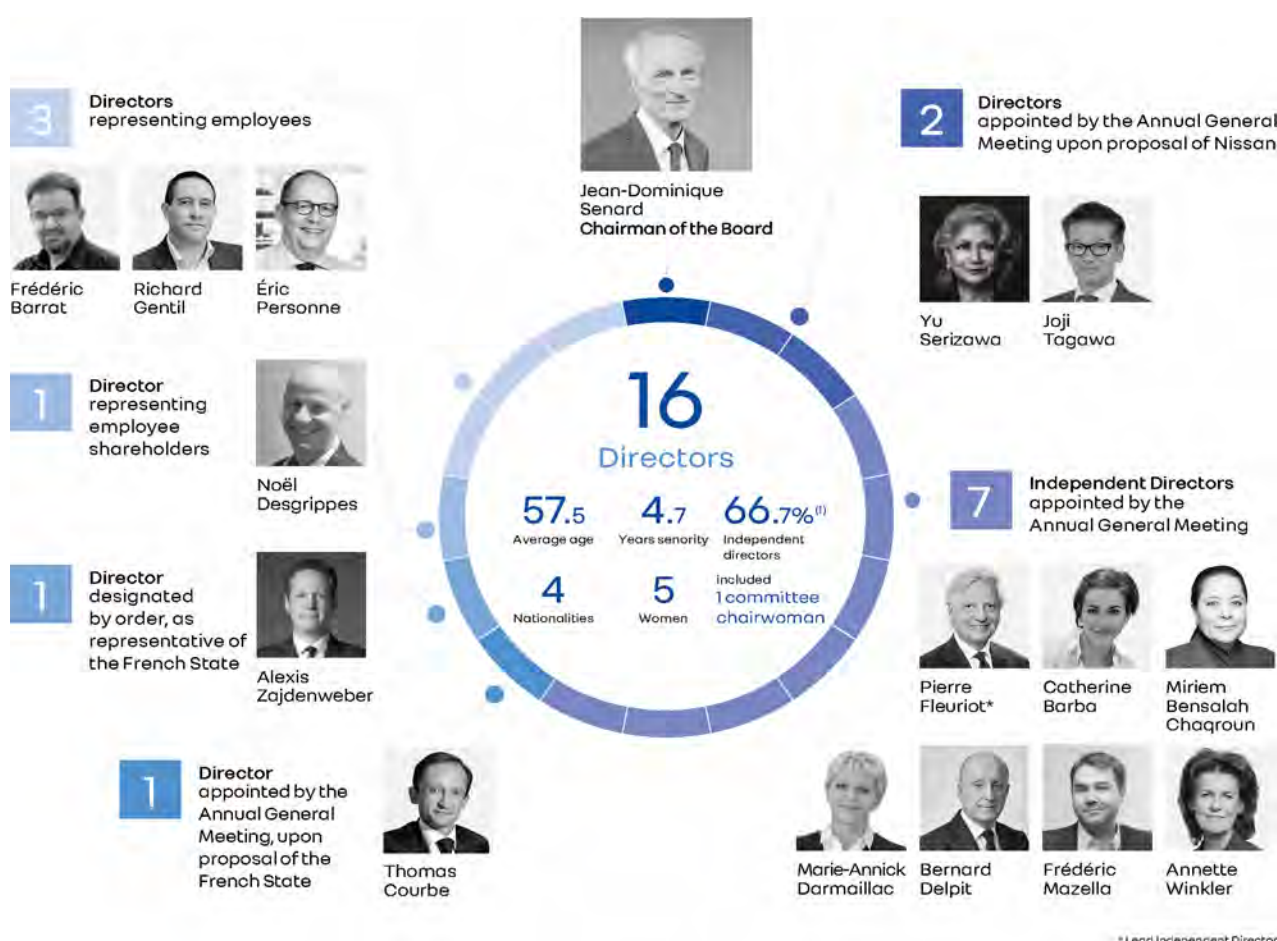 3
Directors
representing employees
Frédéric
Barrat
Richard
Gentil
Éric
Personne
1
Director
representing
employee
shareholders
Noël
Desgrippes
1
Director
designated
by order, as
representative of
the French State
Alexis
Zajdenweber
1
Director
appointed by the
Annual General
Meeting, upon
proposal of the
French State
Thomas
Courbe
Jean-Dominique
Senard
Chairman of the Board
16
Directors
57.5
Average age
4.7
Years senority
66.7%(1)
Independent
directors
4
Nationalities
5
Women
included
1 committee
chairwoman
2
Directors
appointed by the Annual General
Meeting upon proposal of Nissan
Yu
Serizawa
Joji
Tagawa
7
Independent Directors
appointed by the
Annual General Meeting
Pierre
Fleuriot*
Catherine
Barba
Miriem
Bensalah
Chaqroun
Marie-Annick
Darmaillac
Bernard
Delpit
Frédéric
Mazella
Annette
Winkler
* Lead Independent Director